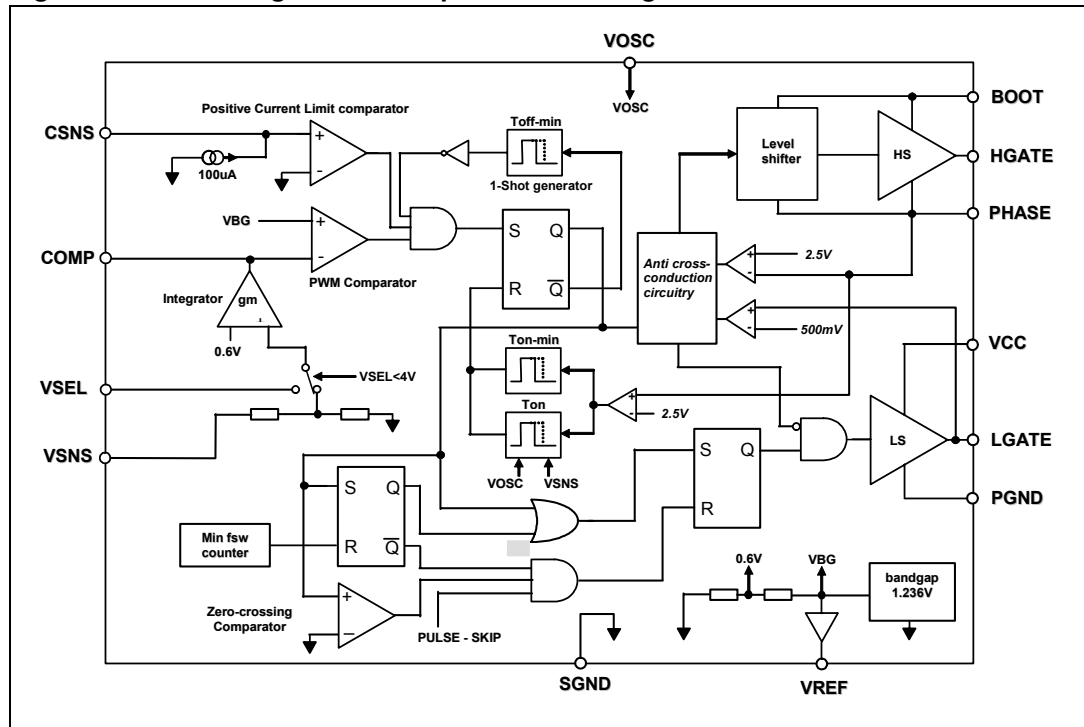 VOSC
VOSC
Positive Current Limit comparator
CSNS
+
-
100uA
Toff-min
1-Shot generator
Level
shifter
HS
BOOT
HGATE
PHASE
VBG
+
-
COMP
PWM Comparator
Integrator
gm
0.6V
S
Q
R
Q
Anti cross-
conduction
circuitry
+
-
2.5V
+
-
500mV
VCC
VSEL<4V
VSEL
VSNS
Ton-min
Ton
VOSC
VSNS
+
-
2.5V
LS
LGATE
PGND
S
Q
R
S
Q
R
Q
Min fsw
counter
Zero-crossing
Comparator
+
−
PULSE - SKIP
0.6V
VBG
bandgap
1.236V
SGND
VREF